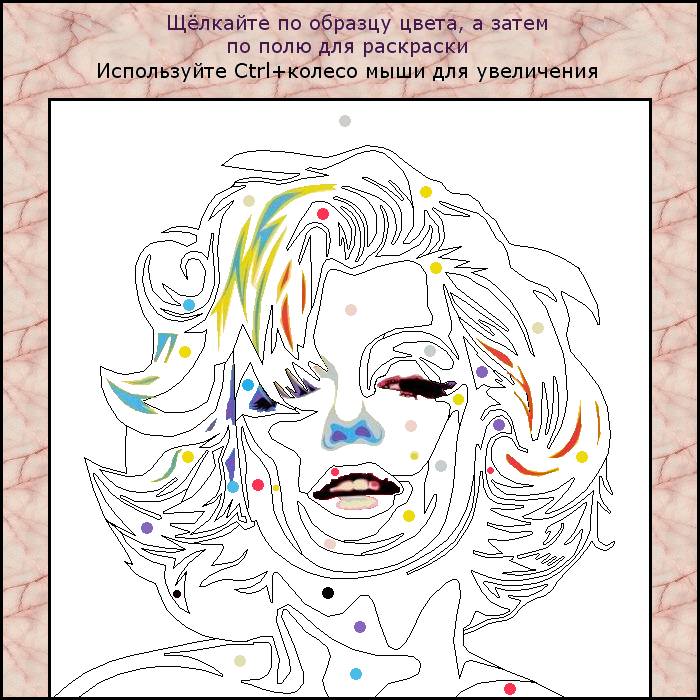 Щёлкайте по образцу цвета, а затем
по полю для раскраски
Используйте Ctrl+колесо мыши для увеличения